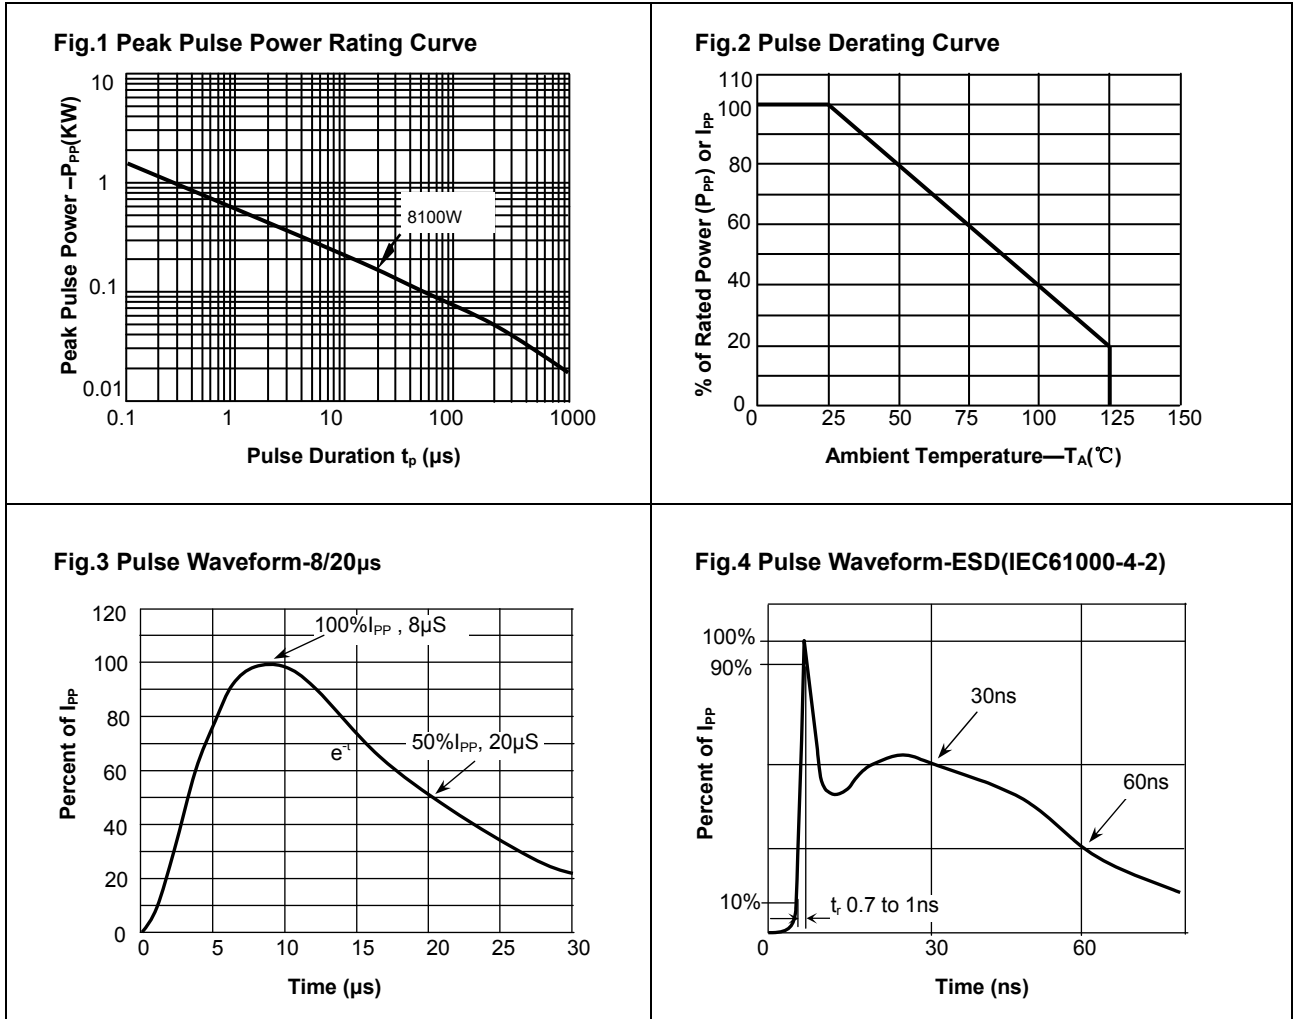 Fig.1 Peak Pulse Power Rating Curve
Peak Pulse Power –PPP(KW)
10
1
0.1
0.01
8100W
0.1 1 10 100 1000
Pulse Duration tp (µs)
Fig.2 Pulse Derating Curve
% of Rated Power (PPP) or IPP
110
100
80
60
40
20
0
0 25 50 75 100 125 150
Ambient Temperature—TA(℃)
Fig.3 Pulse Waveform-8/20µs
Percent of IPP
120
100
80
60
40
20
0
100%IPP , 8µS
e-t
50%IPP, 20µS
0 5 10 15 20 25 30
Time (µs)
Fig.4 Pulse Waveform-ESD(IEC61000-4-2)
Percent of IPP
100%
90%
10%
30ns
60ns
tr 0.7 to 1ns
0 30 60
Time (ns)